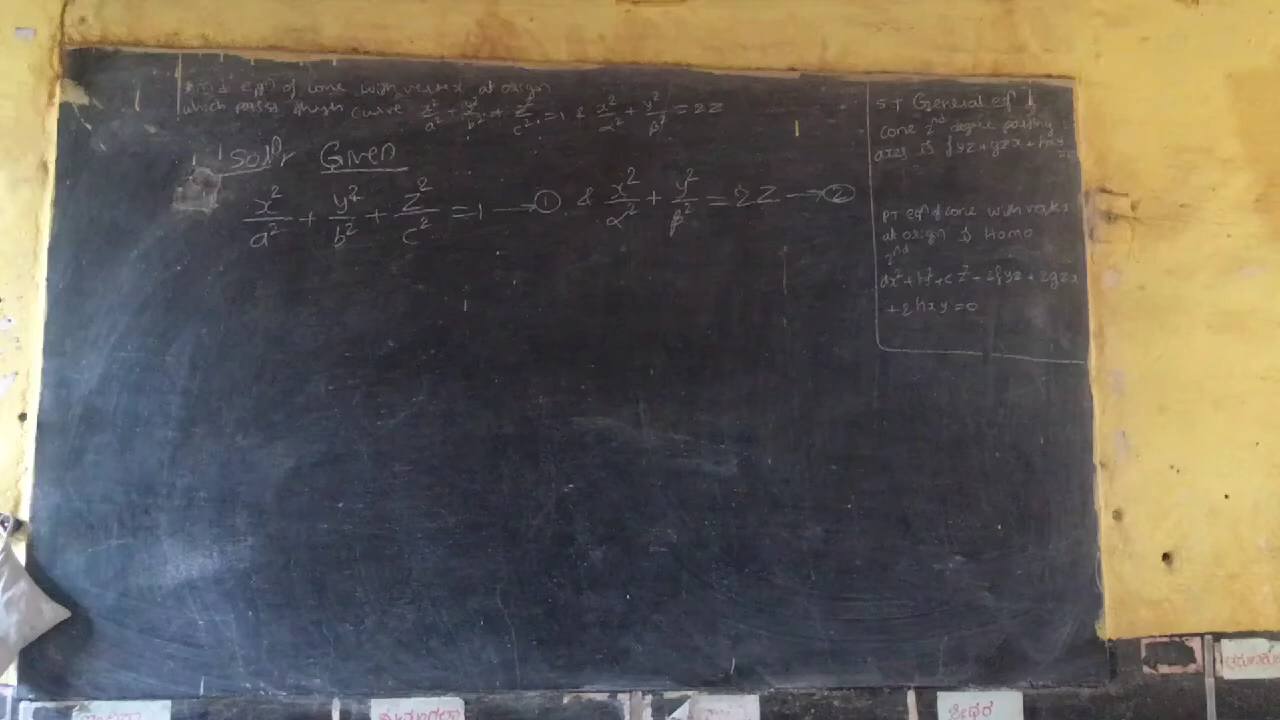 Find Eqn of cone with vertex at origin
which passes through curve x²/a² + y²/b² + z²/c² = 1 & x²/α² + y²/β² = 2z
Soln Given
x²/a² + y²/b² + z²/c² = 1 → ① & x²/α² + y²/β² = 2z → ②
S.T General eqn of
cone 2nd degree passing
axes is fyz + gzx + hxy
PT Eqn of cone with vertex
at origin is Homo
2nd
ax² + by² + cz² + 2fyz + 2gzx
+ 2hxy = 0
ಶ್ರೀಧರ